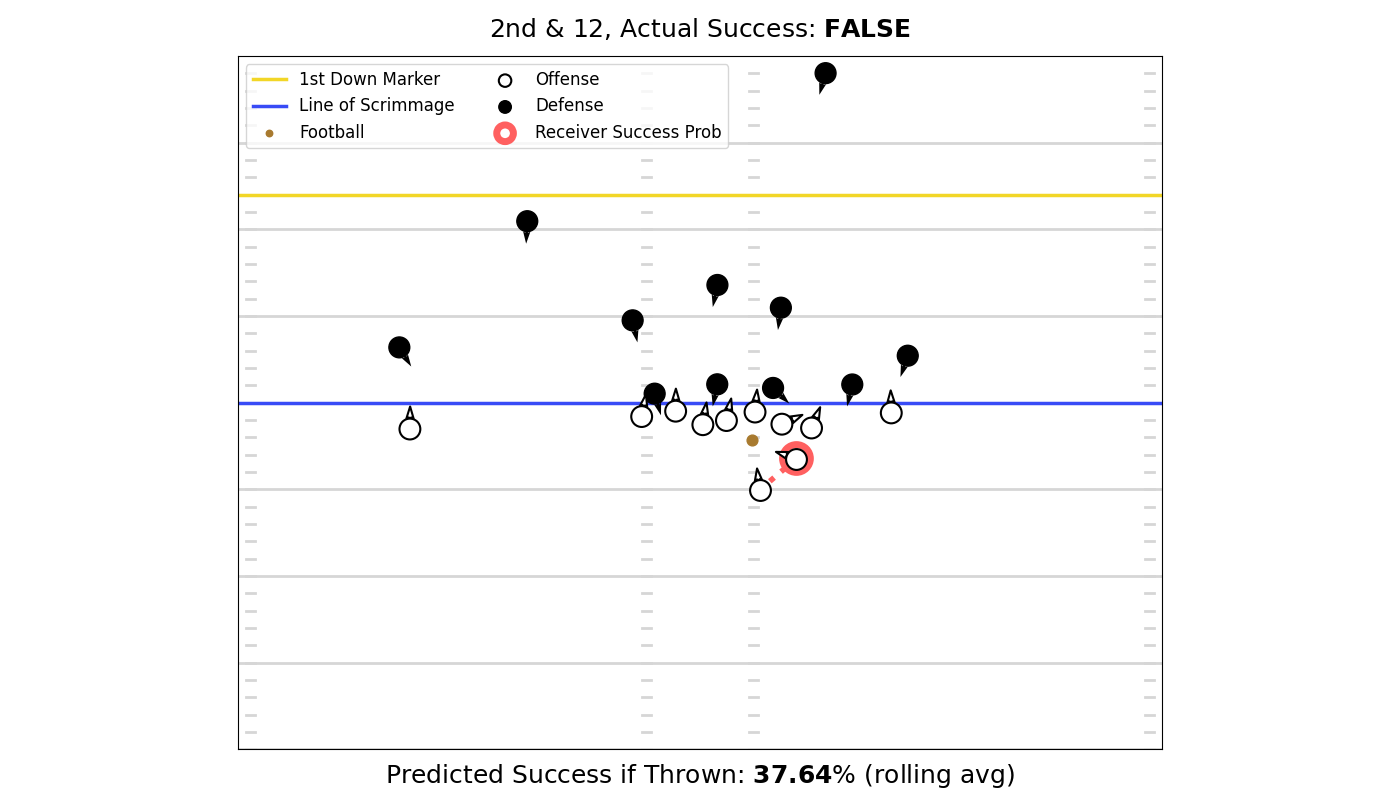 2nd & 12, Actual Success: FALSE
1st Down Marker
Line of Scrimmage
Football
Offense
Defense
Receiver Success Prob
Predicted Success if Thrown: 37.64% (rolling avg)